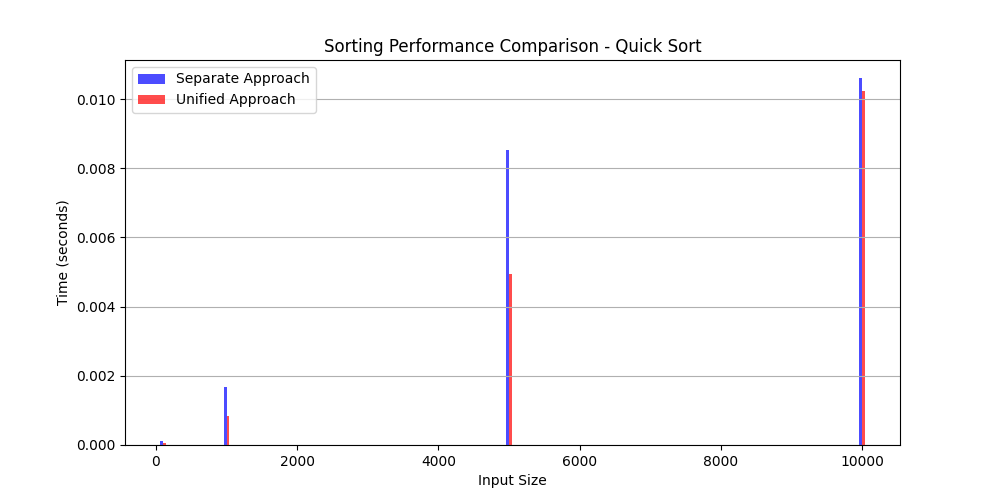 Sorting Performance Comparison - Quick Sort
Separate Approach
Unified Approach
0.010
0.008
0.006
0.004
0.002
0.000
Time (seconds)
0 2000 4000 6000 8000 10000
Input Size